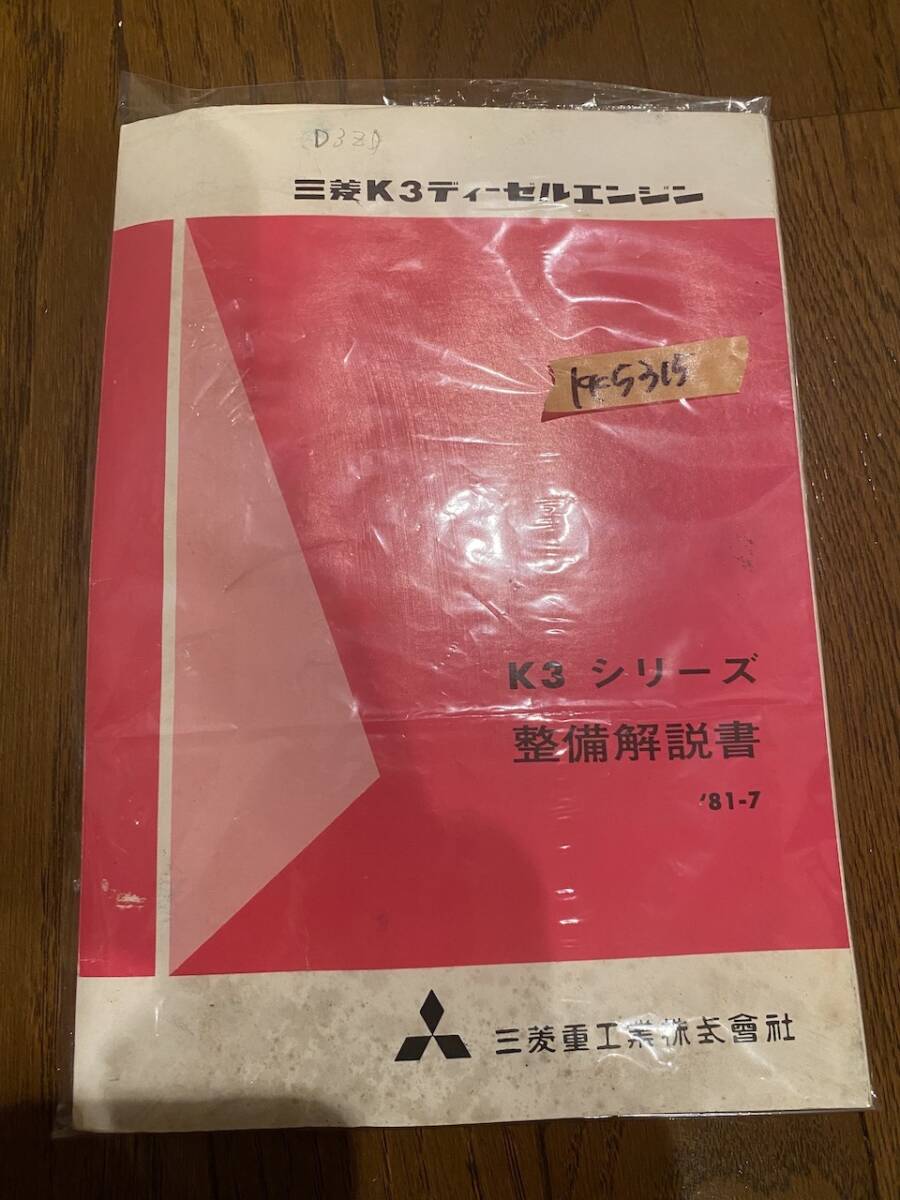 三菱K3ディーゼルエンジン
K3 シリーズ
整備解説書
'81-7
三菱重工業株式會社